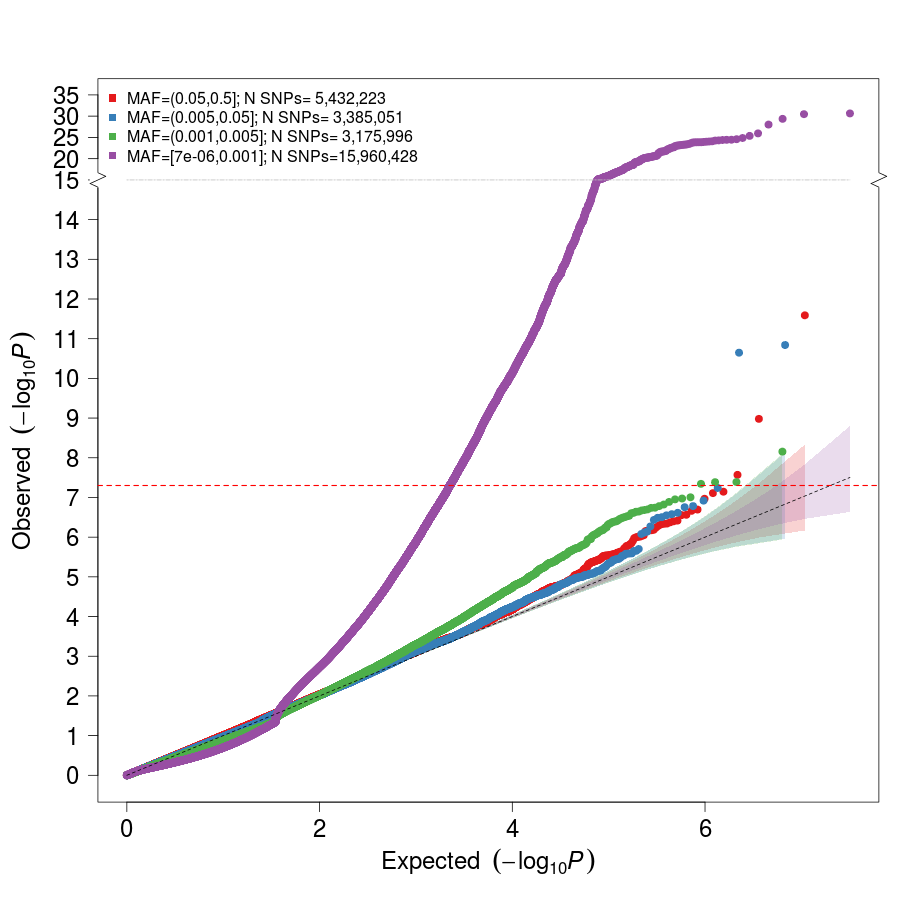 MAF=(0.05,0.5]; N SNPs= 5,432,223
MAF=(0.005,0.05]; N SNPs= 3,385,051
MAF=(0.001,0.005]; N SNPs= 3,175,996
MAF=[7e-06,0.001]; N SNPs=15,960,428
35
30
25
20
15
14
13
12
11
10
9
8
7
6
5
4
3
2
1
0
Observed (−log10P)
0 2 4 6
Expected (−log10P)